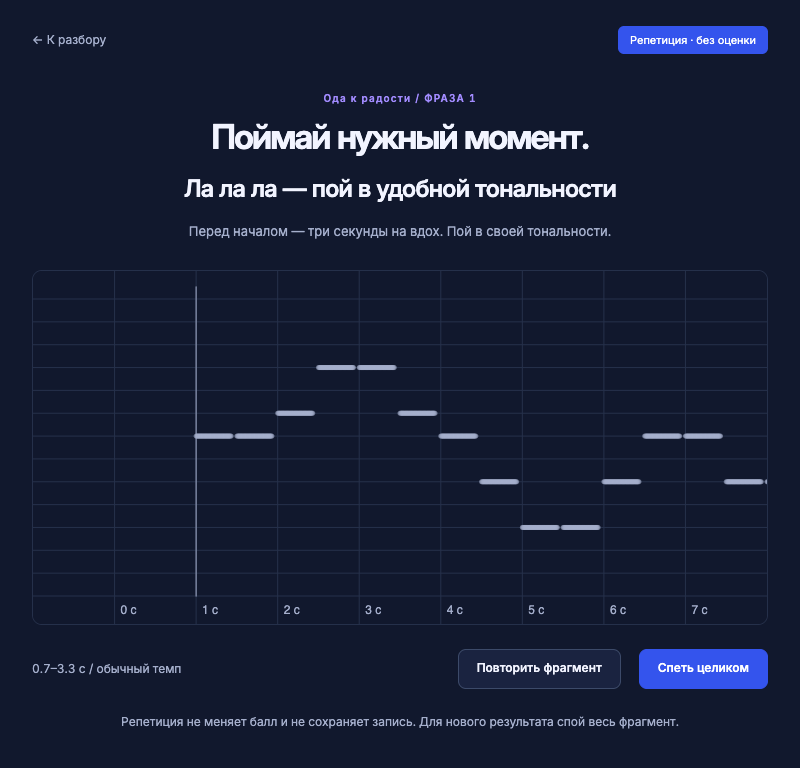 ← К разбору
Репетиция · без оценки
Ода к радости / ФРАЗА 1
Поймай нужный момент.
Ла ла ла — пой в удобной тональности
Перед началом — три секунды на вдох. Пой в своей тональности.
0 с 1 с 2 с 3 с 4 с 5 с 6 с 7 с
0.7–3.3 с / обычный темп
Повторить фрагмент
Спеть целиком
Репетиция не меняет балл и не сохраняет запись. Для нового результата спой весь фрагмент.